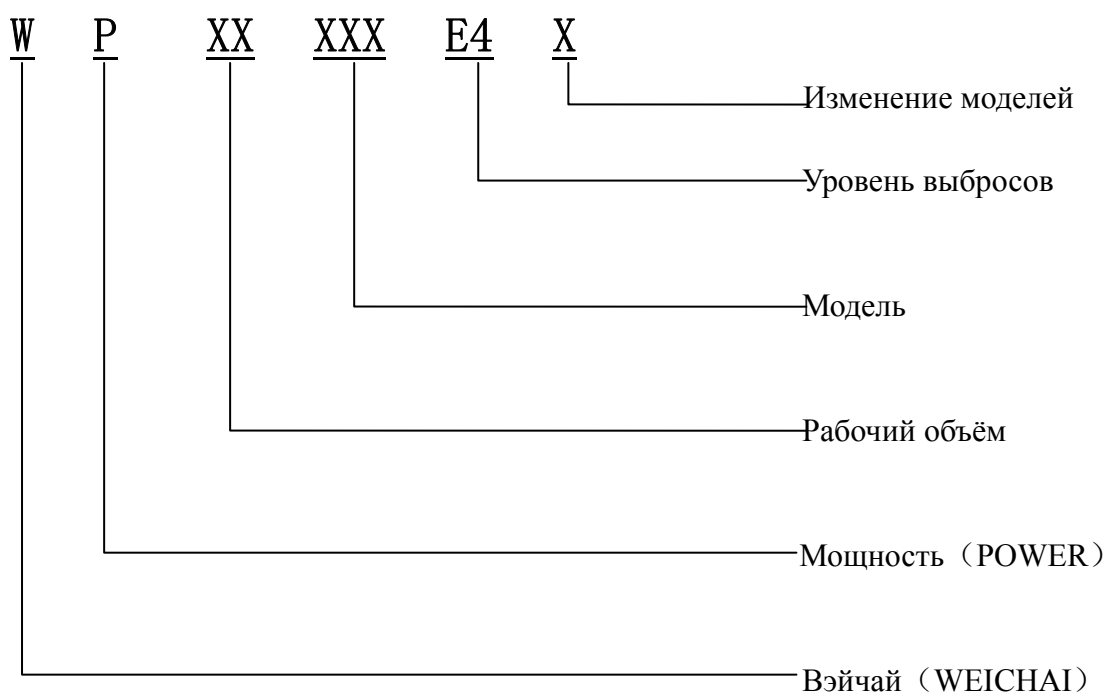 W P XX XXX E4 X
Изменение моделей
Уровень выбросов
Модель
Рабочий объём
Мощность（POWER）
Вэйчай（WEICHAI）